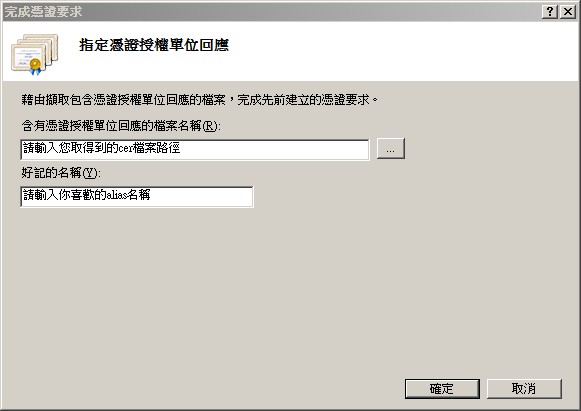 完成憑證要求
指定憑證授權單位回應
藉由擷取包含憑證授權單位回應的檔案，完成先前建立的憑證要求。
含有憑證授權單位回應的檔案名稱(R):
請輸入您取得到的cer檔案路徑
...
好記的名稱(Y):
請輸入你喜歡的alias名稱
確定
取消